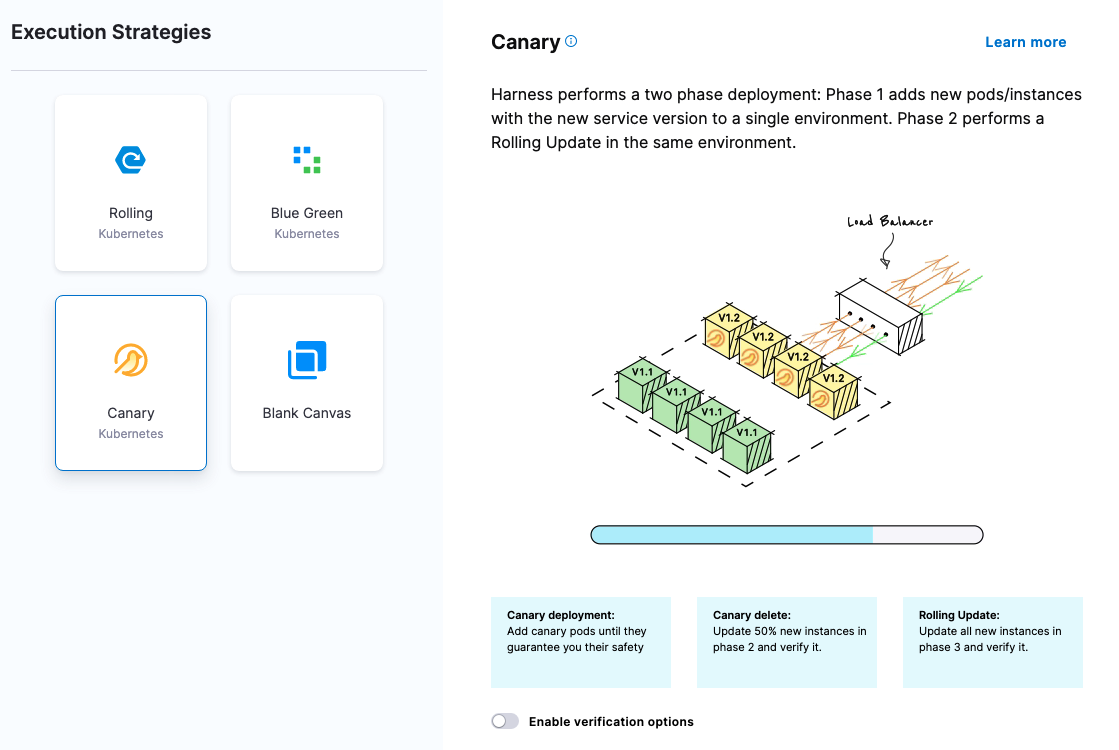 Execution Strategies
Rolling
Kubernetes
Blue Green
Kubernetes
Canary
Kubernetes
Blank Canvas
Canary
Learn more
Harness performs a two phase deployment: Phase 1 adds new pods/instances
with the new service version to a single environment. Phase 2 performs a
Rolling Update in the same environment.
Load Balancer
V1.2
V1.2
V1.2
V1.2
V1.1
V1.1
V1.1
V1.1
Canary deployment:
Add canary pods until they
guarantee you their safety
Canary delete:
Update 50% new instances in
phase 2 and verify it.
Rolling Update:
Update all new instances in
phase 3 and verify it.
Enable verification options